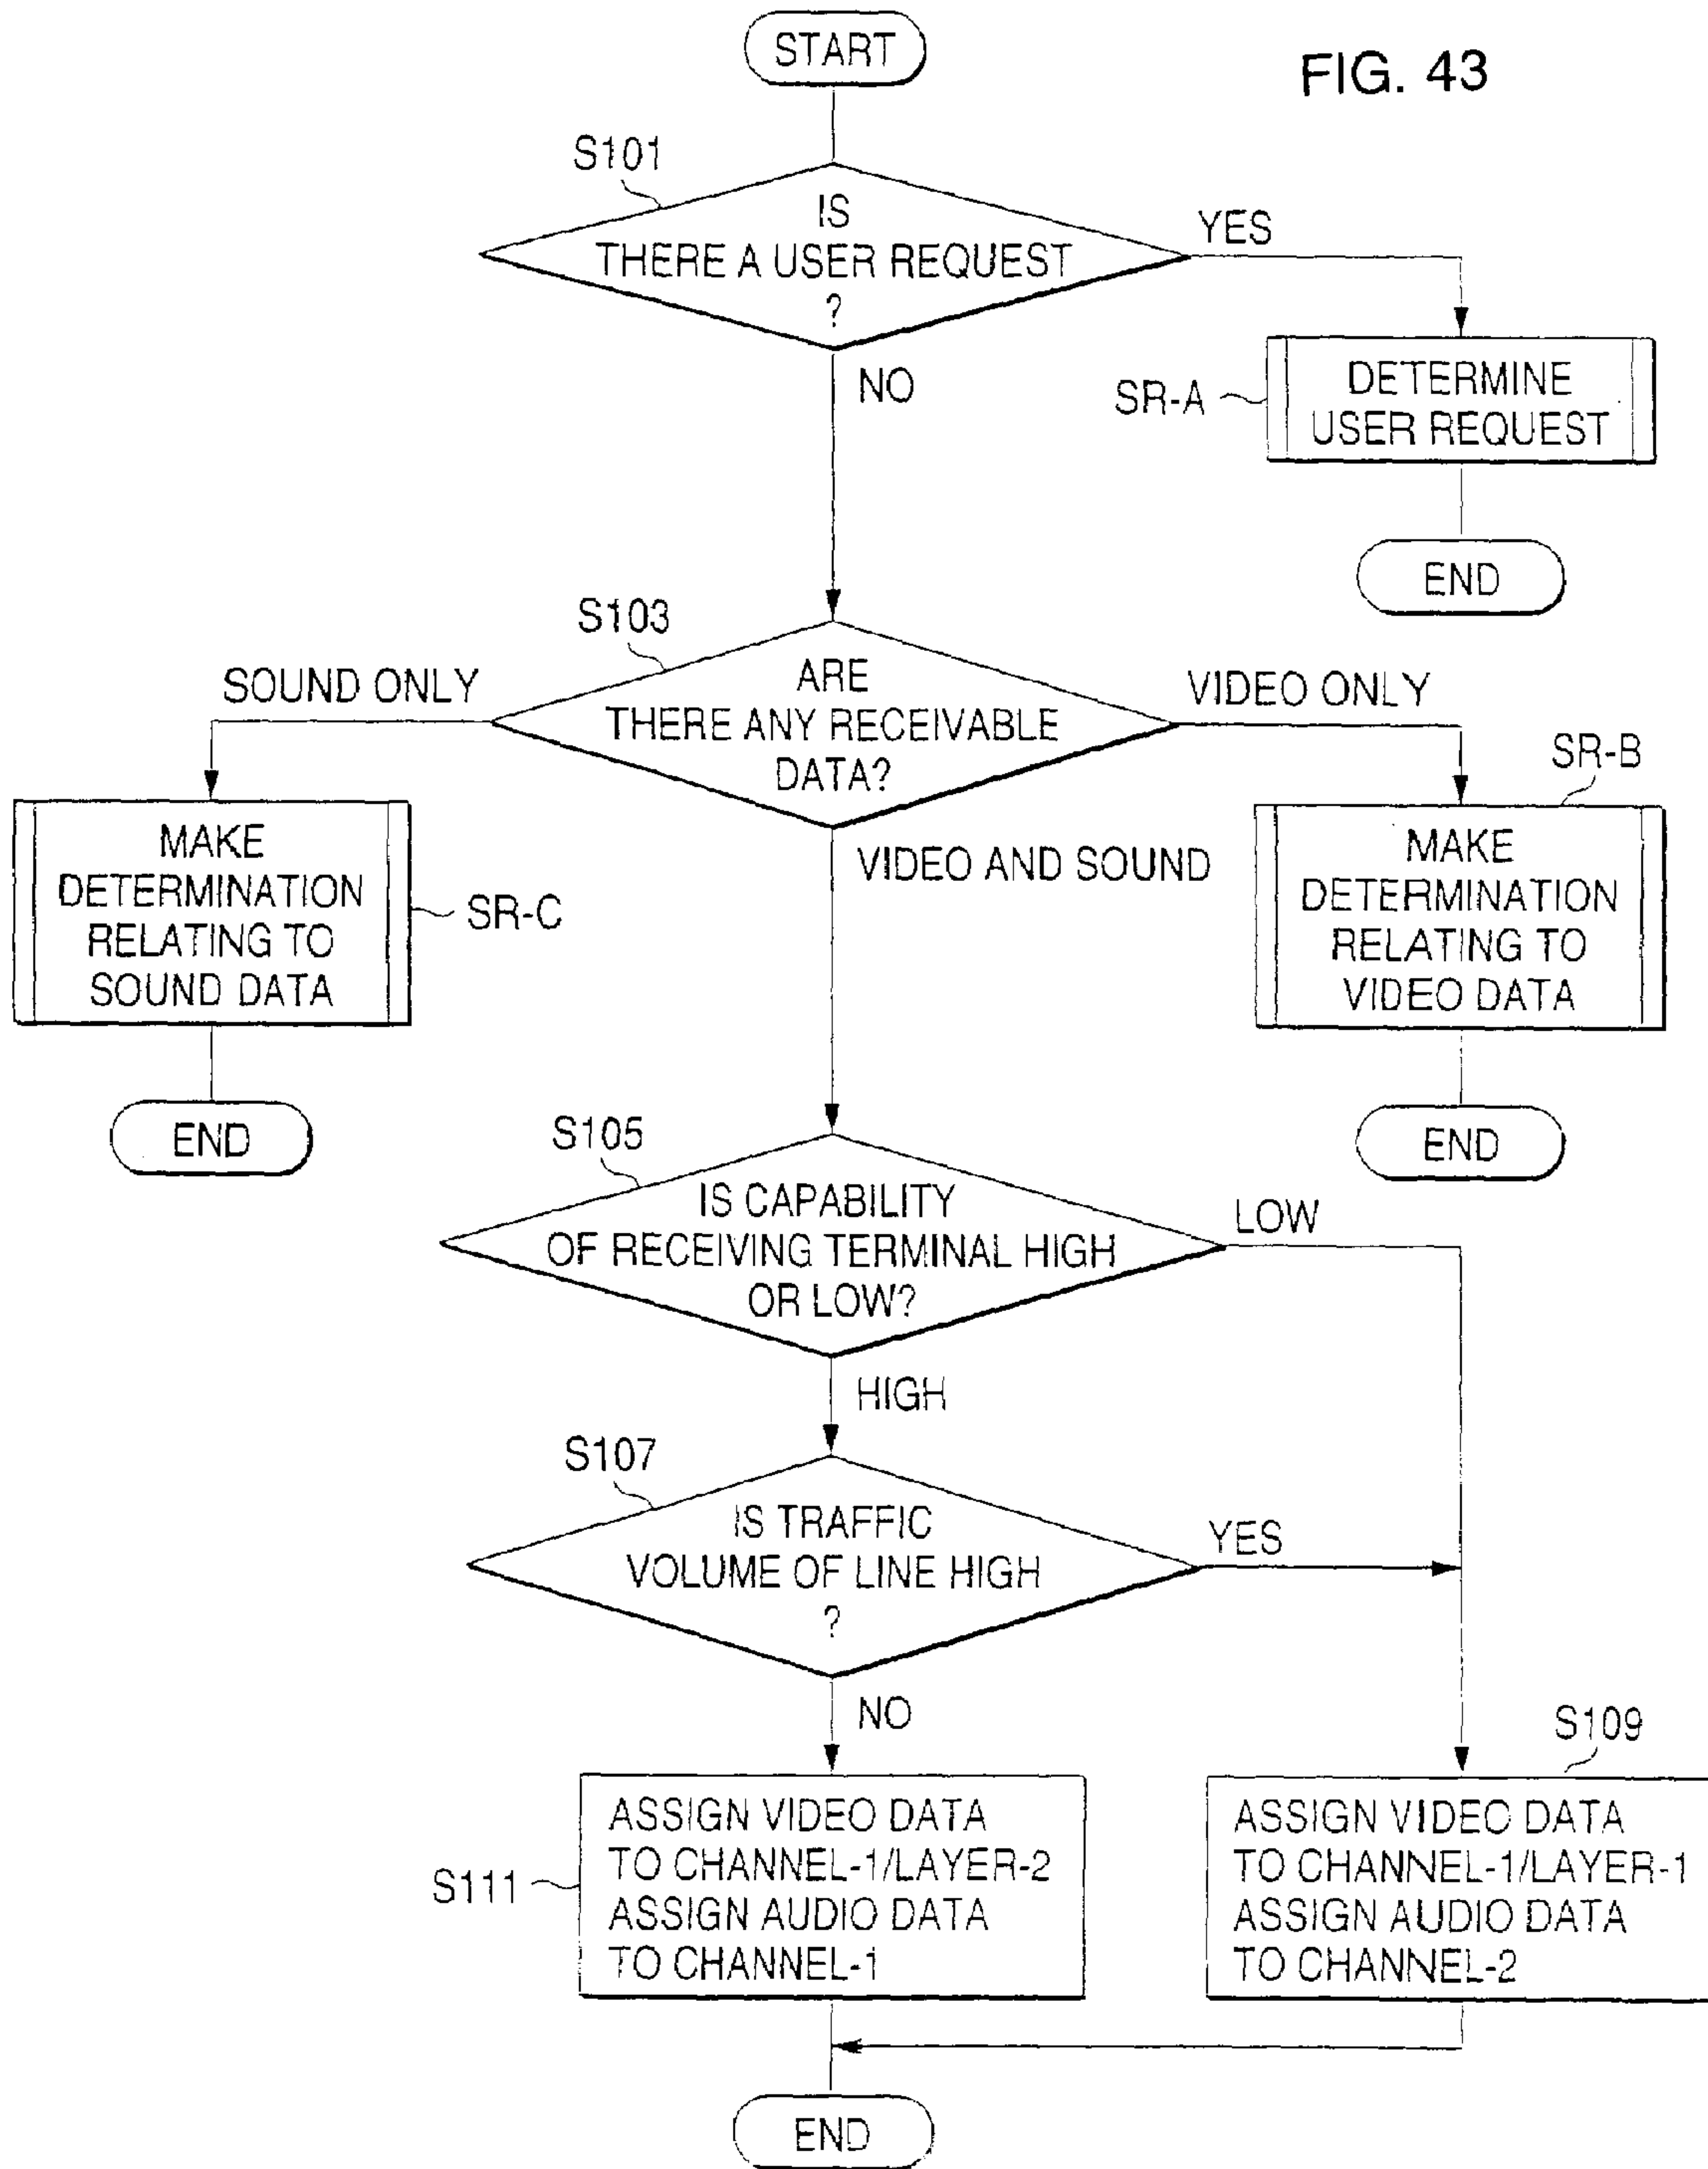 START
FIG. 43
S101
IS
THERE A USER REQUEST
?
YES
NO
SR-A
DETERMINE
USER REQUEST
END
S103
ARE
THERE ANY RECEIVABLE
DATA?
SOUND ONLY
VIDEO ONLY
SR-B
MAKE
DETERMINATION
RELATING TO
SOUND DATA
SR-C
VIDEO AND SOUND
MAKE
DETERMINATION
RELATING TO
VIDEO DATA
END
END
S105
IS CAPABILITY
OF RECEIVING TERMINAL HIGH
OR LOW?
LOW
HIGH
S107
IS TRAFFIC
VOLUME OF LINE HIGH
?
YES
NO
S109
S111
ASSIGN VIDEO DATA
TO CHANNEL-1/LAYER-2
ASSIGN AUDIO DATA
TO CHANNEL-1
ASSIGN VIDEO DATA
TO CHANNEL-1/LAYER-1
ASSIGN AUDIO DATA
TO CHANNEL-2
END